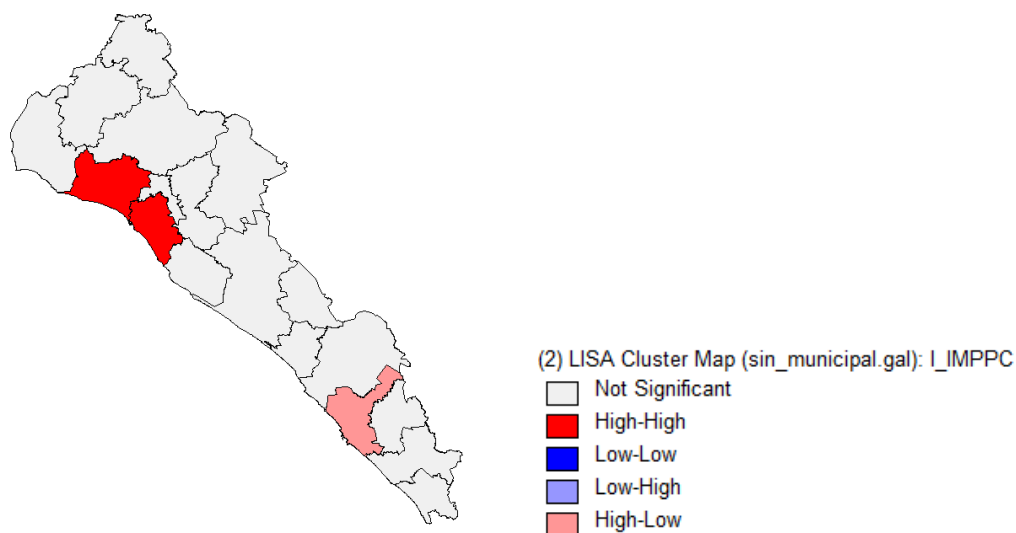 (2) LISA Cluster Map (sin_municipal.gal): I_IMPPC
Not Significant
High-High
Low-Low
Low-High
High-Low